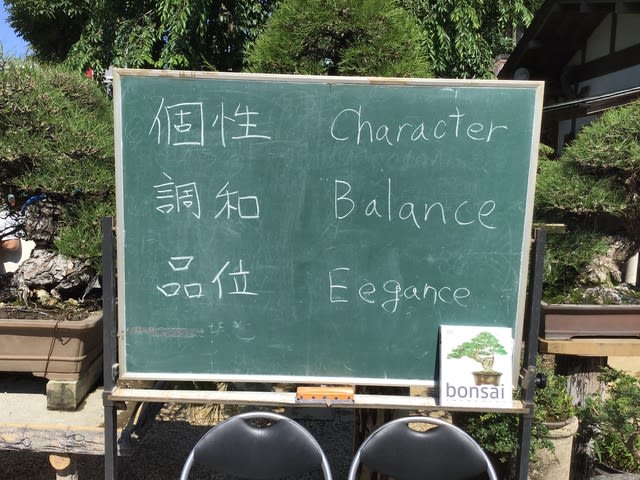 個性 Character
調和 Balance
品位 Eegance
bonsai